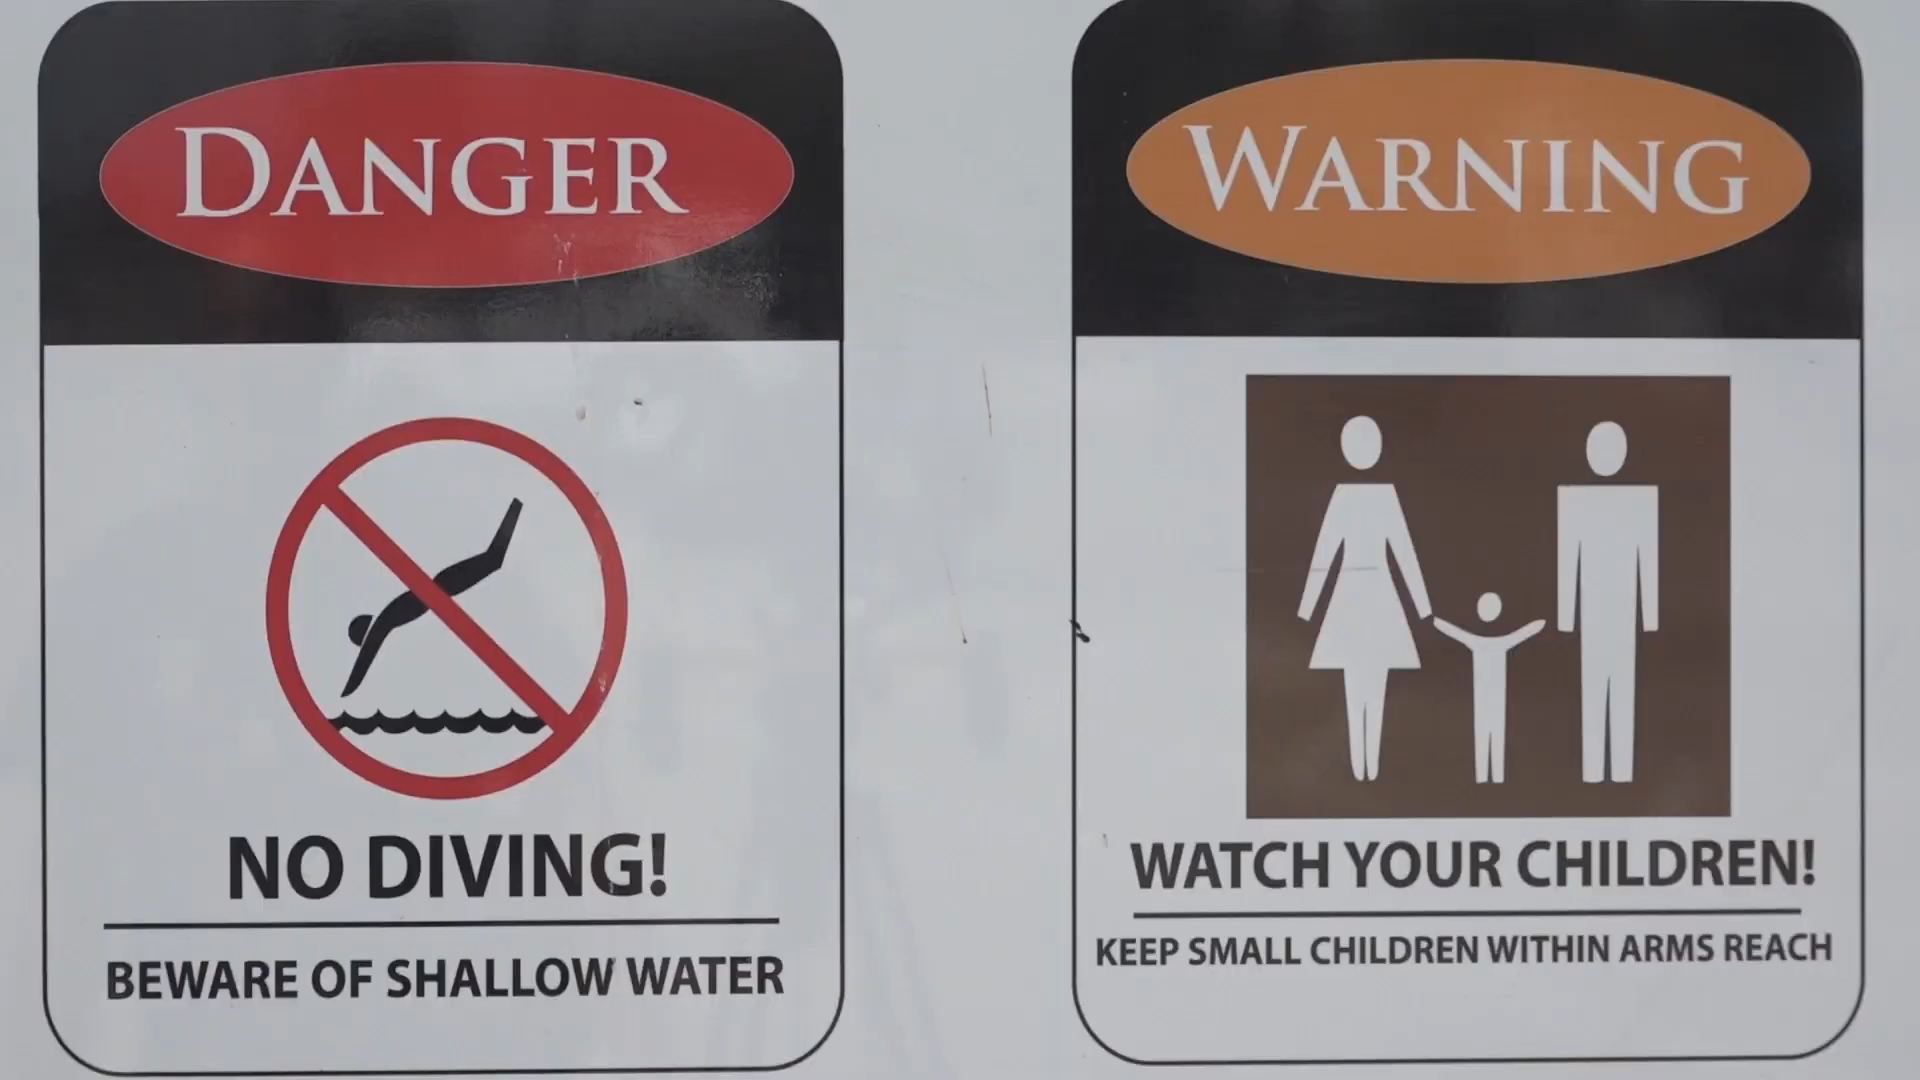 DANGER
NO DIVING!
BEWARE OF SHALLOW WATER
WARNING
WATCH YOUR CHILDREN!
KEEP SMALL CHILDREN WITHIN ARMS REACH